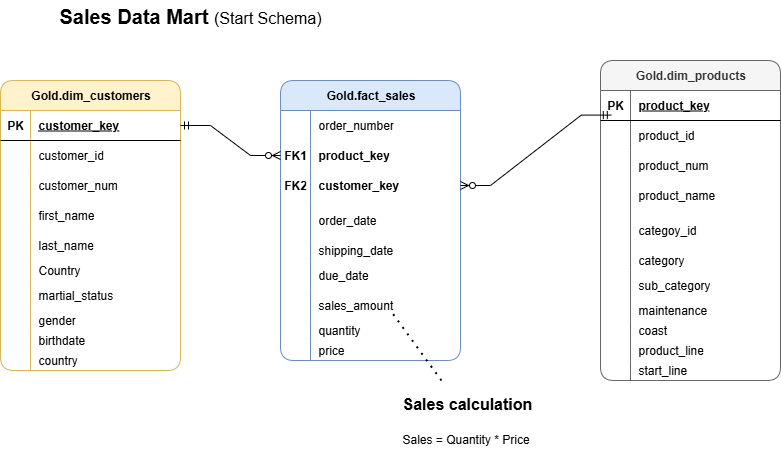 Sales Data Mart (Start Schema)
Gold.dim_customers
PK customer_key
customer_id
customer_num
first_name
last_name
Country
martial_status
gender
birthdate
country
Gold.fact_sales
order_number
FK1 product_key
FK2 customer_key
order_date
shipping_date
due_date
sales_amount
quantity
price
Gold.dim_products
PK product_key
product_id
product_num
product_name
categoy_id
category
sub_category
maintenance
coast
product_line
start_line
Sales calculation
Sales = Quantity * Price